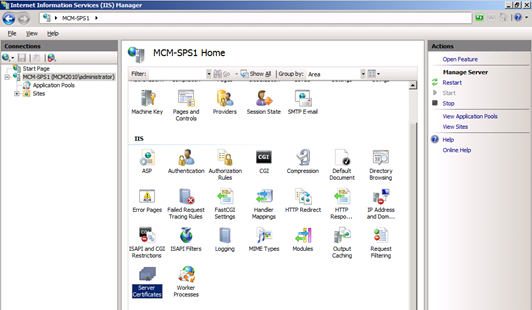 Internet Information Services (IIS) Manager
MCM-SPS1
File View Help
Connections
Start Page
MCM-SPS1 (MCM2010\administrator)
Application Pools
Sites
MCM-SPS1 Home
Filter: Go Show All Group by: Area
Machine Key
Pages and Controls
Providers
Session State
SMTP E-mail
IIS
ASP
Authentication
Authorization Rules
CGI
Compression
Default Document
Directory Browsing
Error Pages
Failed Request Tracing Rules
FastCGI Settings
Handler Mappings
HTTP Redirect
HTTP Respo...
IP Address and Dom...
ISAPI and CGI Restrictions
ISAPI Filters
Logging
MIME Types
Modules
Output Caching
Request Filtering
Server Certificates
Worker Processes
Actions
Open Feature
Manage Server
Restart
Start
Stop
View Application Pools
View Sites
Help
Online Help